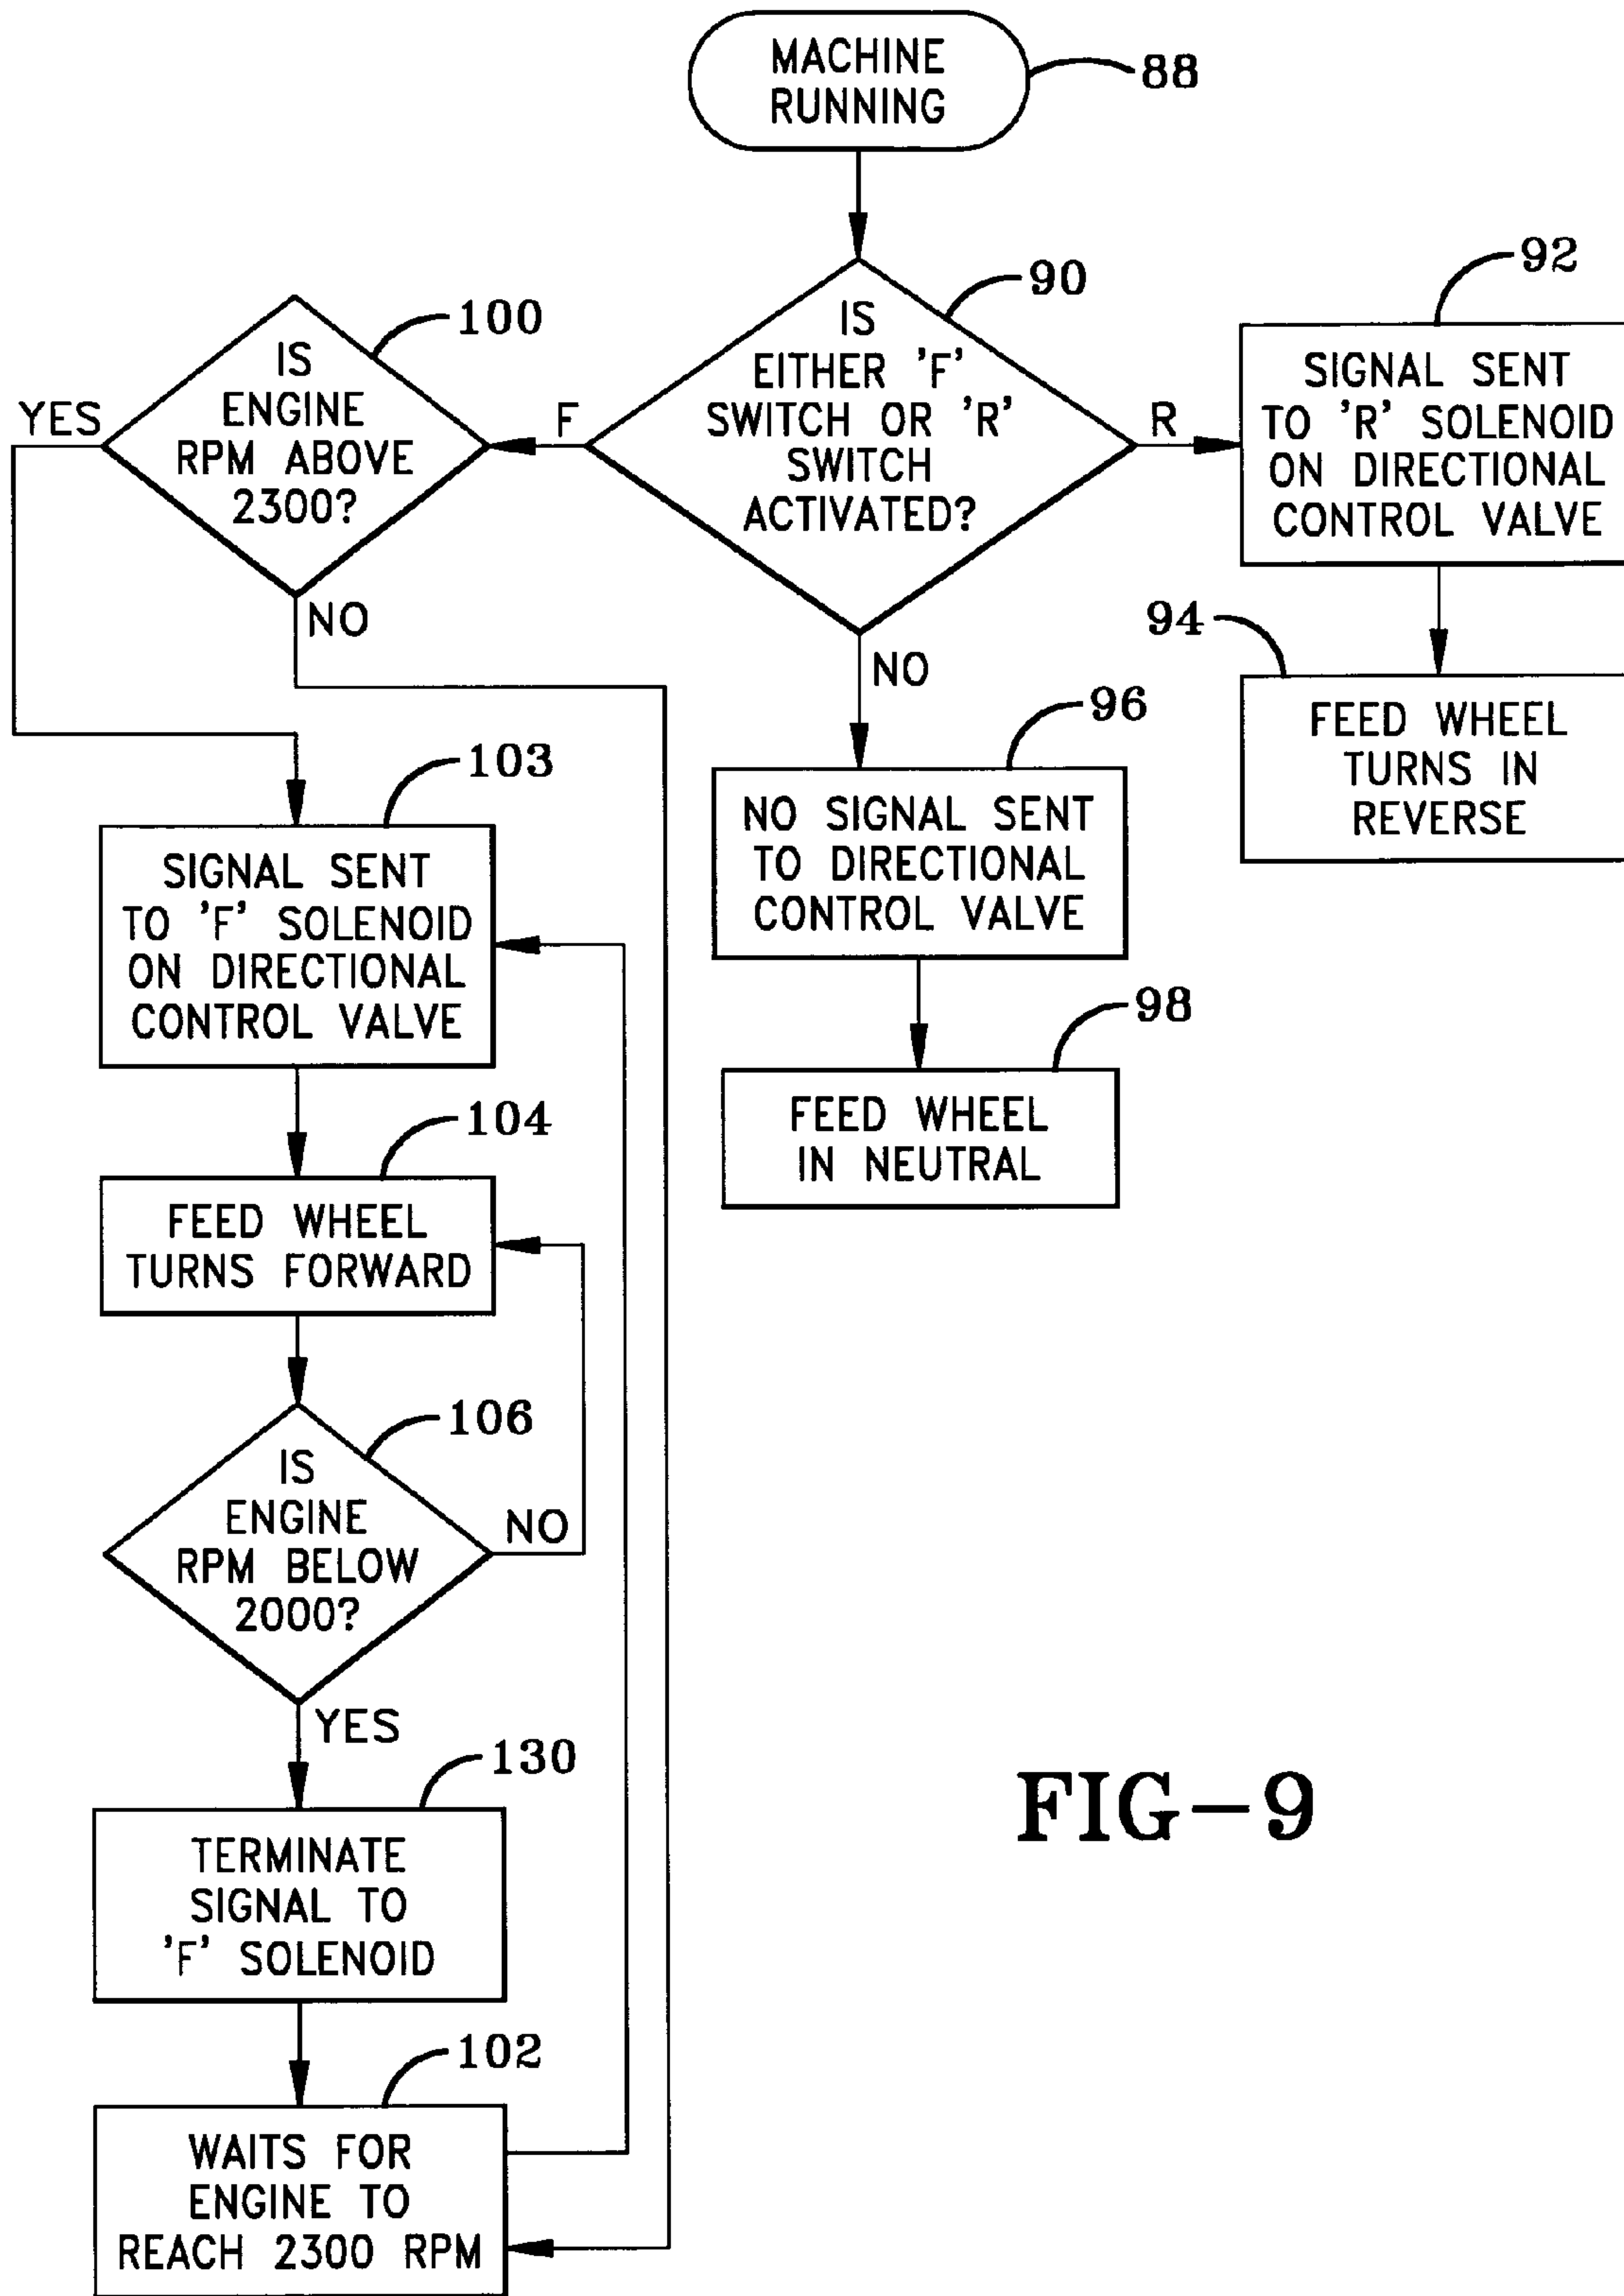 MACHINE
RUNNING
88
IS
EITHER 'F'
SWITCH OR 'R'
SWITCH
ACTIVATED?
90
F
R
NO
92
SIGNAL SENT
TO 'R' SOLENOID
ON DIRECTIONAL
CONTROL VALVE
94
FEED WHEEL
TURNS IN
REVERSE
96
NO SIGNAL SENT
TO DIRECTIONAL
CONTROL VALVE
98
FEED WHEEL
IN NEUTRAL
100
IS
ENGINE
RPM ABOVE
2300?
YES
NO
103
SIGNAL SENT
TO 'F' SOLENOID
ON DIRECTIONAL
CONTROL VALVE
104
FEED WHEEL
TURNS FORWARD
106
IS
ENGINE
RPM BELOW
2000?
NO
YES
130
TERMINATE
SIGNAL TO
'F' SOLENOID
102
WAITS FOR
ENGINE TO
REACH 2300 RPM
FIG-9